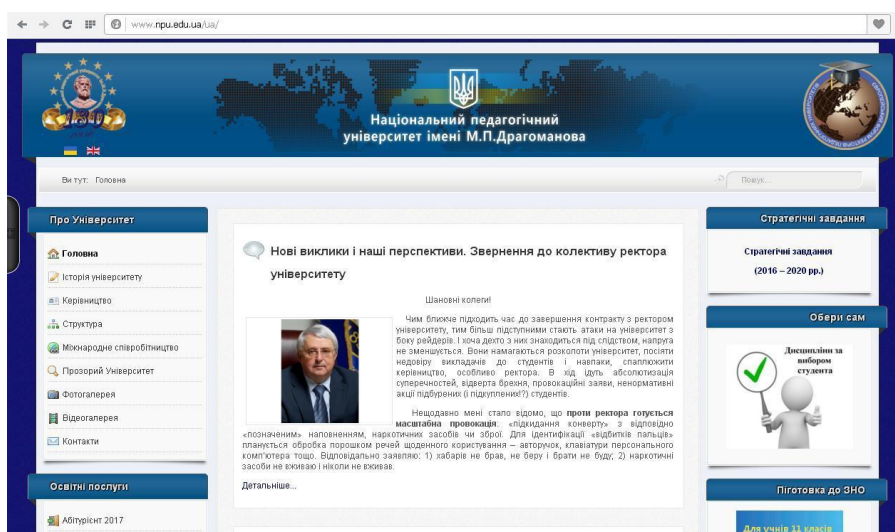 www.npu.edu.ua/ua/
130
Національний педагогічний
університет імені М.П.Драгоманова
Ви тут: Головна
Пошук...
Про Університет
Головна
Історія університету
Керівництво
Структура
Міжнародне співробітництво
Прозорий Університет
Фотогалерея
Відеогалерея
Контакти
Освітні послуги
Абітурієнт 2017
Нові виклики і наші перспективи. Звернення до колективу ректора
університету
Шановні колеги!
Чим ближче підходить час до завершення контракту з ректором
університету, тим більш підступними стають атаки на університет з
боку рейдерів. І хоча дехто з них знаходиться під слідством, напруга
не зменшується. Вони намагаються розколоти університет, посіяти
недовіру викладачів до студентів і навпаки, сплюжити
керівництво, особливо ректора. В хід ідуть абсолютизація
суперечностей, відверта брехня, провокаційні заяви, ненормативні
акції підбурених (і підкуплених!?) студентів.
Нещодавно мені стало відомо, що проти ректора готується
масштабна провокація: «підкидання конверту» з відповідно
«позначеним» наповненням, наркотичних засобів чи зброї. Для ідентифікації «відбитків пальців»
планується обробка порошком речей щоденного користування – авторучок, клавіатури персонального
комп'ютера тощо. Відповідально заявляю: 1) хабарів не брав, не беру і брати не буду; 2) наркотичні
засоби не вживаю і ніколи не вживав.
Детальніше...
Стратегічні завдання
Стратегічні завдання
(2016 – 2020 рр.)
Обери сам
Дисципліни за
вибором
студента
Піготовка до ЗНО
Для учнів 11 класів